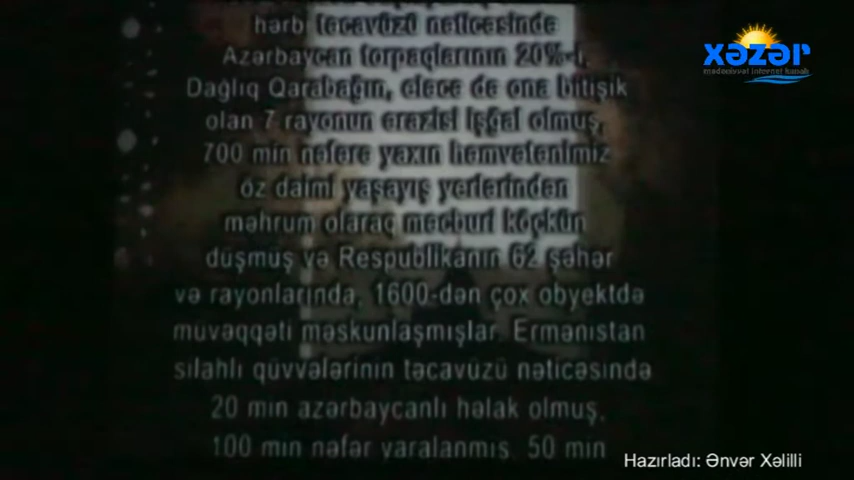 hərbi təcavüzü nəticəsində
Azərbaycan torpaqlarının 20%-i,
Dağlıq Qarabağın, eləcə də ona bitişik
olan 7 rayonun ərazisi işğal olmuş,
700 min nəfərə yaxın həmvətənimiz
öz daimi yaşayış yerlərindən
məhrum olaraq məcburi köçkün
düşmüş və Respublikanın 62 şəhər
və rayonlarında, 1600-dən çox obyektdə
müvəqqəti məskunlaşmışlar. Ermənistan
silahlı qüvvələrinin təcavüzü nəticəsində
20 min azərbaycanlı həlak olmuş,
100 min nəfər yaralanmış, 50 min
xəzər
mədəniyyət internet kanalı
Hazırladı: Ənvər Xəlilli